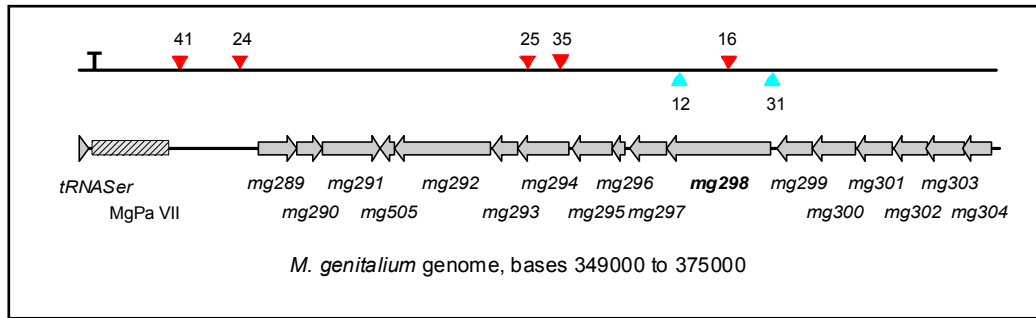 41 24 25 35 16
12 31
tRNASer mg289 mg291 mg292 mg294 mg296 mg298 mg299 mg301 mg303
MgPa VII mg290 mg505 mg293 mg295 mg297 mg300 mg302 mg304
M. genitalium genome, bases 349000 to 375000